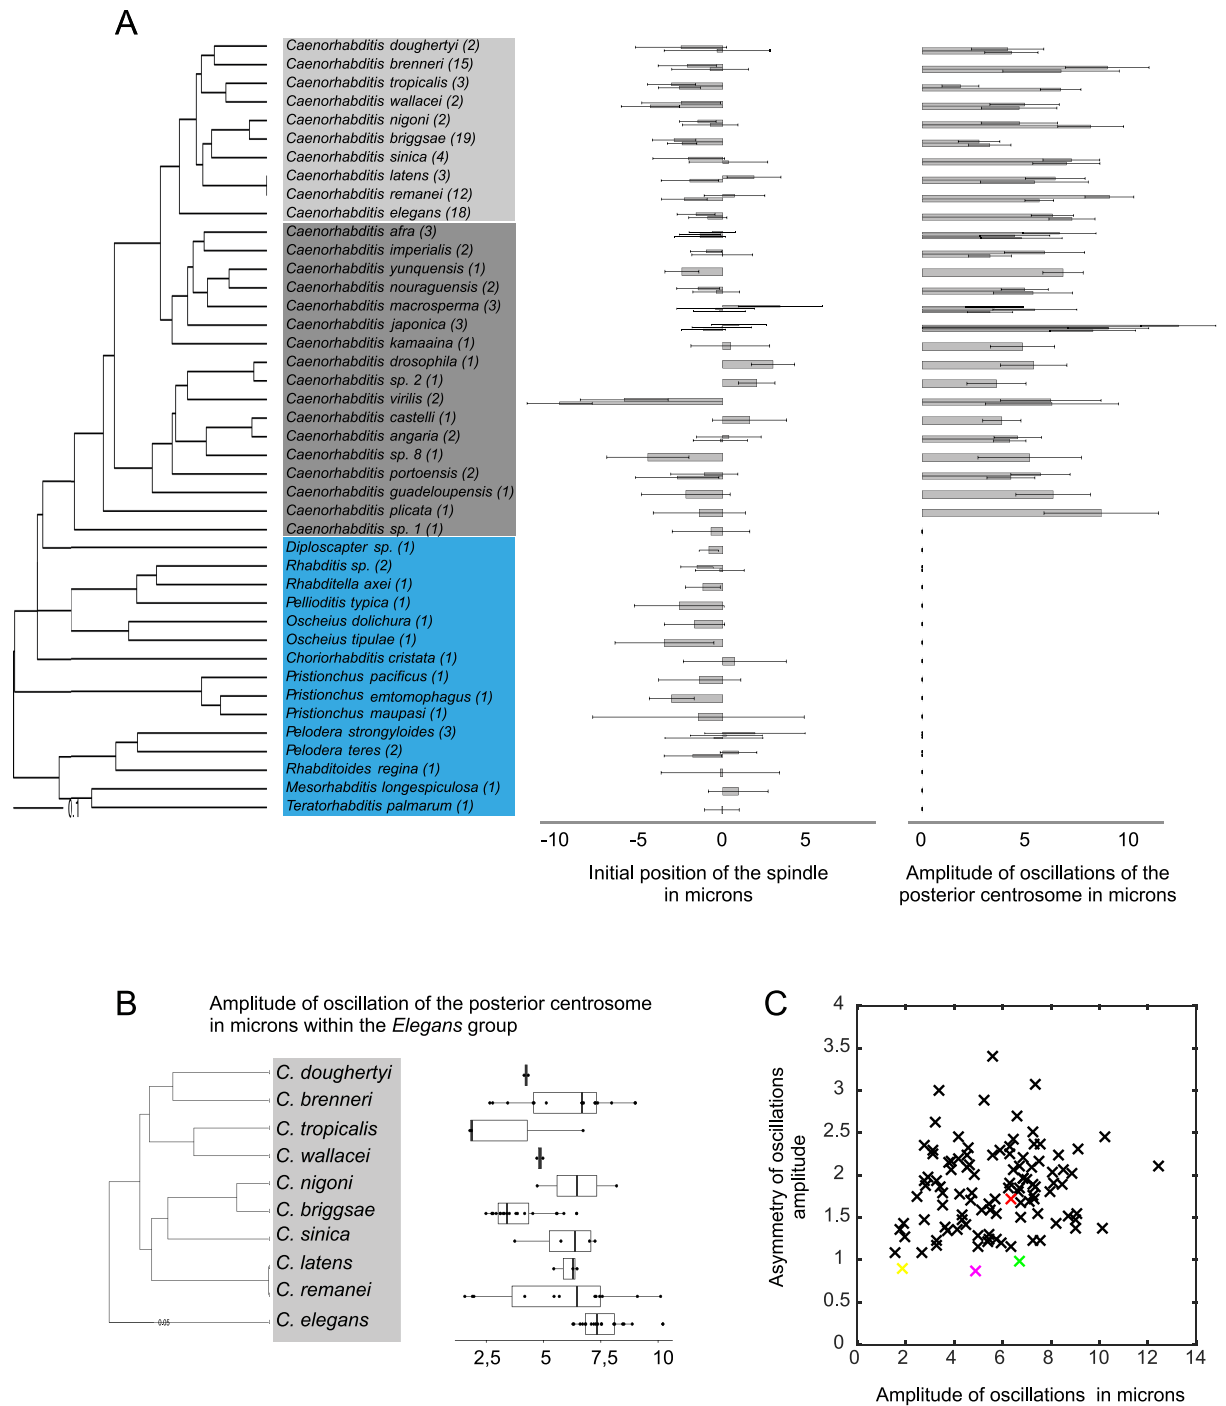 A
Caenorhabditis doughertyi (2)
Caenorhabditis brenneri (15)
Caenorhabditis tropicalis (3)
Caenorhabditis wallacei (2)
Caenorhabditis nigoni (2)
Caenorhabditis briggsae (19)
Caenorhabditis sinica (4)
Caenorhabditis latens (3)
Caenorhabditis remanei (12)
Caenorhabditis elegans (18)
Caenorhabditis afra (3)
Caenorhabditis imperialis (2)
Caenorhabditis yunquensis (1)
Caenorhabditis nouraguensis (2)
Caenorhabditis macrosperma (3)
Caenorhabditis japonica (3)
Caenorhabditis kamaaina (1)
Caenorhabditis drosophila (1)
Caenorhabditis sp. 2 (1)
Caenorhabditis virilis (2)
Caenorhabditis castelli (1)
Caenorhabditis angaria (2)
Caenorhabditis sp. 8 (1)
Caenorhabditis portoensis (2)
Caenorhabditis guadeloupensis (1)
Caenorhabditis plicata (1)
Caenorhabditis sp. 1 (1)
Diploscapter sp. (1)
Rhabditis sp. (2)
Rhabditella axei (1)
Pellioditis typica (1)
Oscheius dolichura (1)
Oscheius tipulae (1)
Choriorhabditis cristata (1)
Pristionchus pacificus (1)
Pristionchus emtomophagus (1)
Pristionchus maupasi (1)
Pelodera strongyloides (3)
Pelodera teres (2)
Rhabditoides regina (1)
Mesorhabditis longespiculosa (1)
Teratorhabditis palmarum (1)
0.1
-10 -5 0 5
Initial position of the spindle
in microns
0 5 10
Amplitude of oscillations of the
posterior centrosome in microns
B
Amplitude of oscillation of the posterior centrosome
in microns within the Elegans group
C. doughertyi
C. brenneri
C. tropicalis
C. wallacei
C. nigoni
C. briggsae
C. sinica
C. latens
C. remanei
C. elegans
0.05
2,5 5 7,5 10
C
4
3.5
3
2.5
2
1.5
1
0.5
0
Asymmetry of oscillations
amplitude
0 2 4 6 8 10 12 14
Amplitude of oscillations in microns